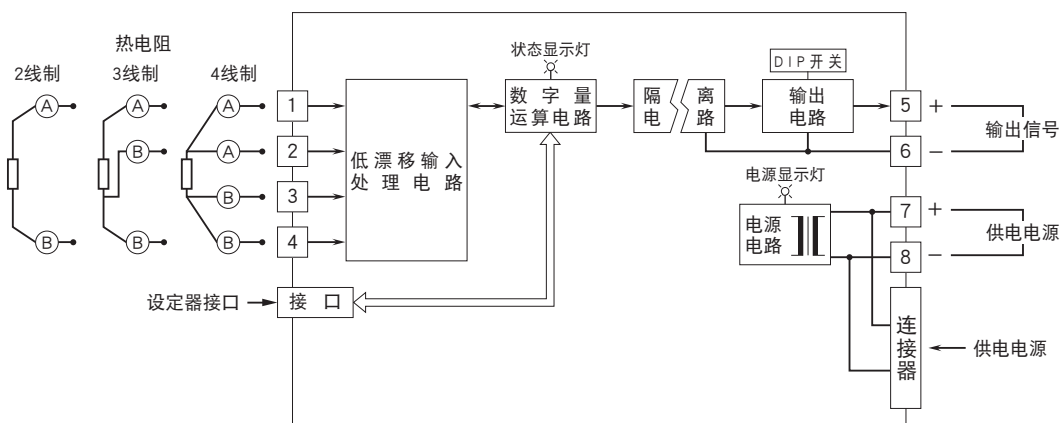 热电阻
2线制
3线制
4线制
A
A
A
B
A
B
B
B
B
1
2
3
4
低漂移输入
处理电路
状态显示灯
数字量
运算电路
隔
电
离
路
DIP开关
输出
电路
5
+
6
−
输出信号
电源显示灯
电源
电路
7
+
8
−
供电电源
设定器接口
接口
连
接
器
供电电源